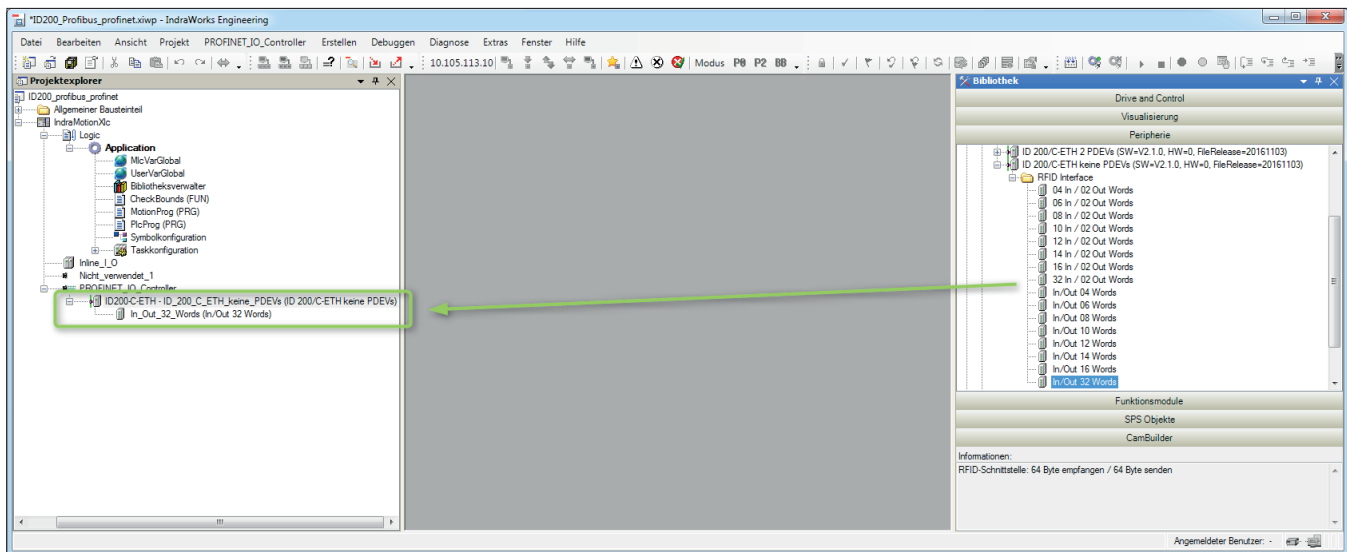 *ID200_Profibus_profinet.xiwp - IndraWorks Engineering
Datei Bearbeiten Ansicht Projekt PROFINET_IO_Controller Erstellen Debuggen Diagnose Extras Fenster Hilfe
10.105.113.10 Modus P0 P2 BB
Projektexplorer
ID200_profibus_profinet
Allgemeiner Bausteinteil
IndraMotionXlc
Logic
Application
MlcVarGlobal
UserVarGlobal
Bibliotheksverwalter
CheckBounds (FUN)
MotionProg (PRG)
PlcProg (PRG)
Symbolkonfiguration
Taskkonfiguration
Inline_I_O
Nicht_verwendet_1
PROFINET_IO_Controller
ID200-C-ETH - ID_200_C_ETH_keine_PDEVs (ID 200/C-ETH keine PDEVs)
In_Out_32_Words (In/Out 32 Words)
Bibliothek
Drive and Control
Visualisierung
Peripherie
ID 200/C-ETH 2 PDEVs (SW=V2.1.0, HW=0, FileRelease=20161103)
ID 200/C-ETH keine PDEVs (SW=V2.1.0, HW=0, FileRelease=20161103)
RFID Interface
04 In / 02 Out Words
06 In / 02 Out Words
08 In / 02 Out Words
10 In / 02 Out Words
12 In / 02 Out Words
14 In / 02 Out Words
16 In / 02 Out Words
32 In / 02 Out Words
In/Out 04 Words
In/Out 06 Words
In/Out 08 Words
In/Out 10 Words
In/Out 12 Words
In/Out 14 Words
In/Out 16 Words
In/Out 32 Words
Funktionsmodule
SPS Objekte
CamBuilder
Informationen:
RFID-Schnittstelle: 64 Byte empfangen / 64 Byte senden
Angemeldeter Benutzer: -